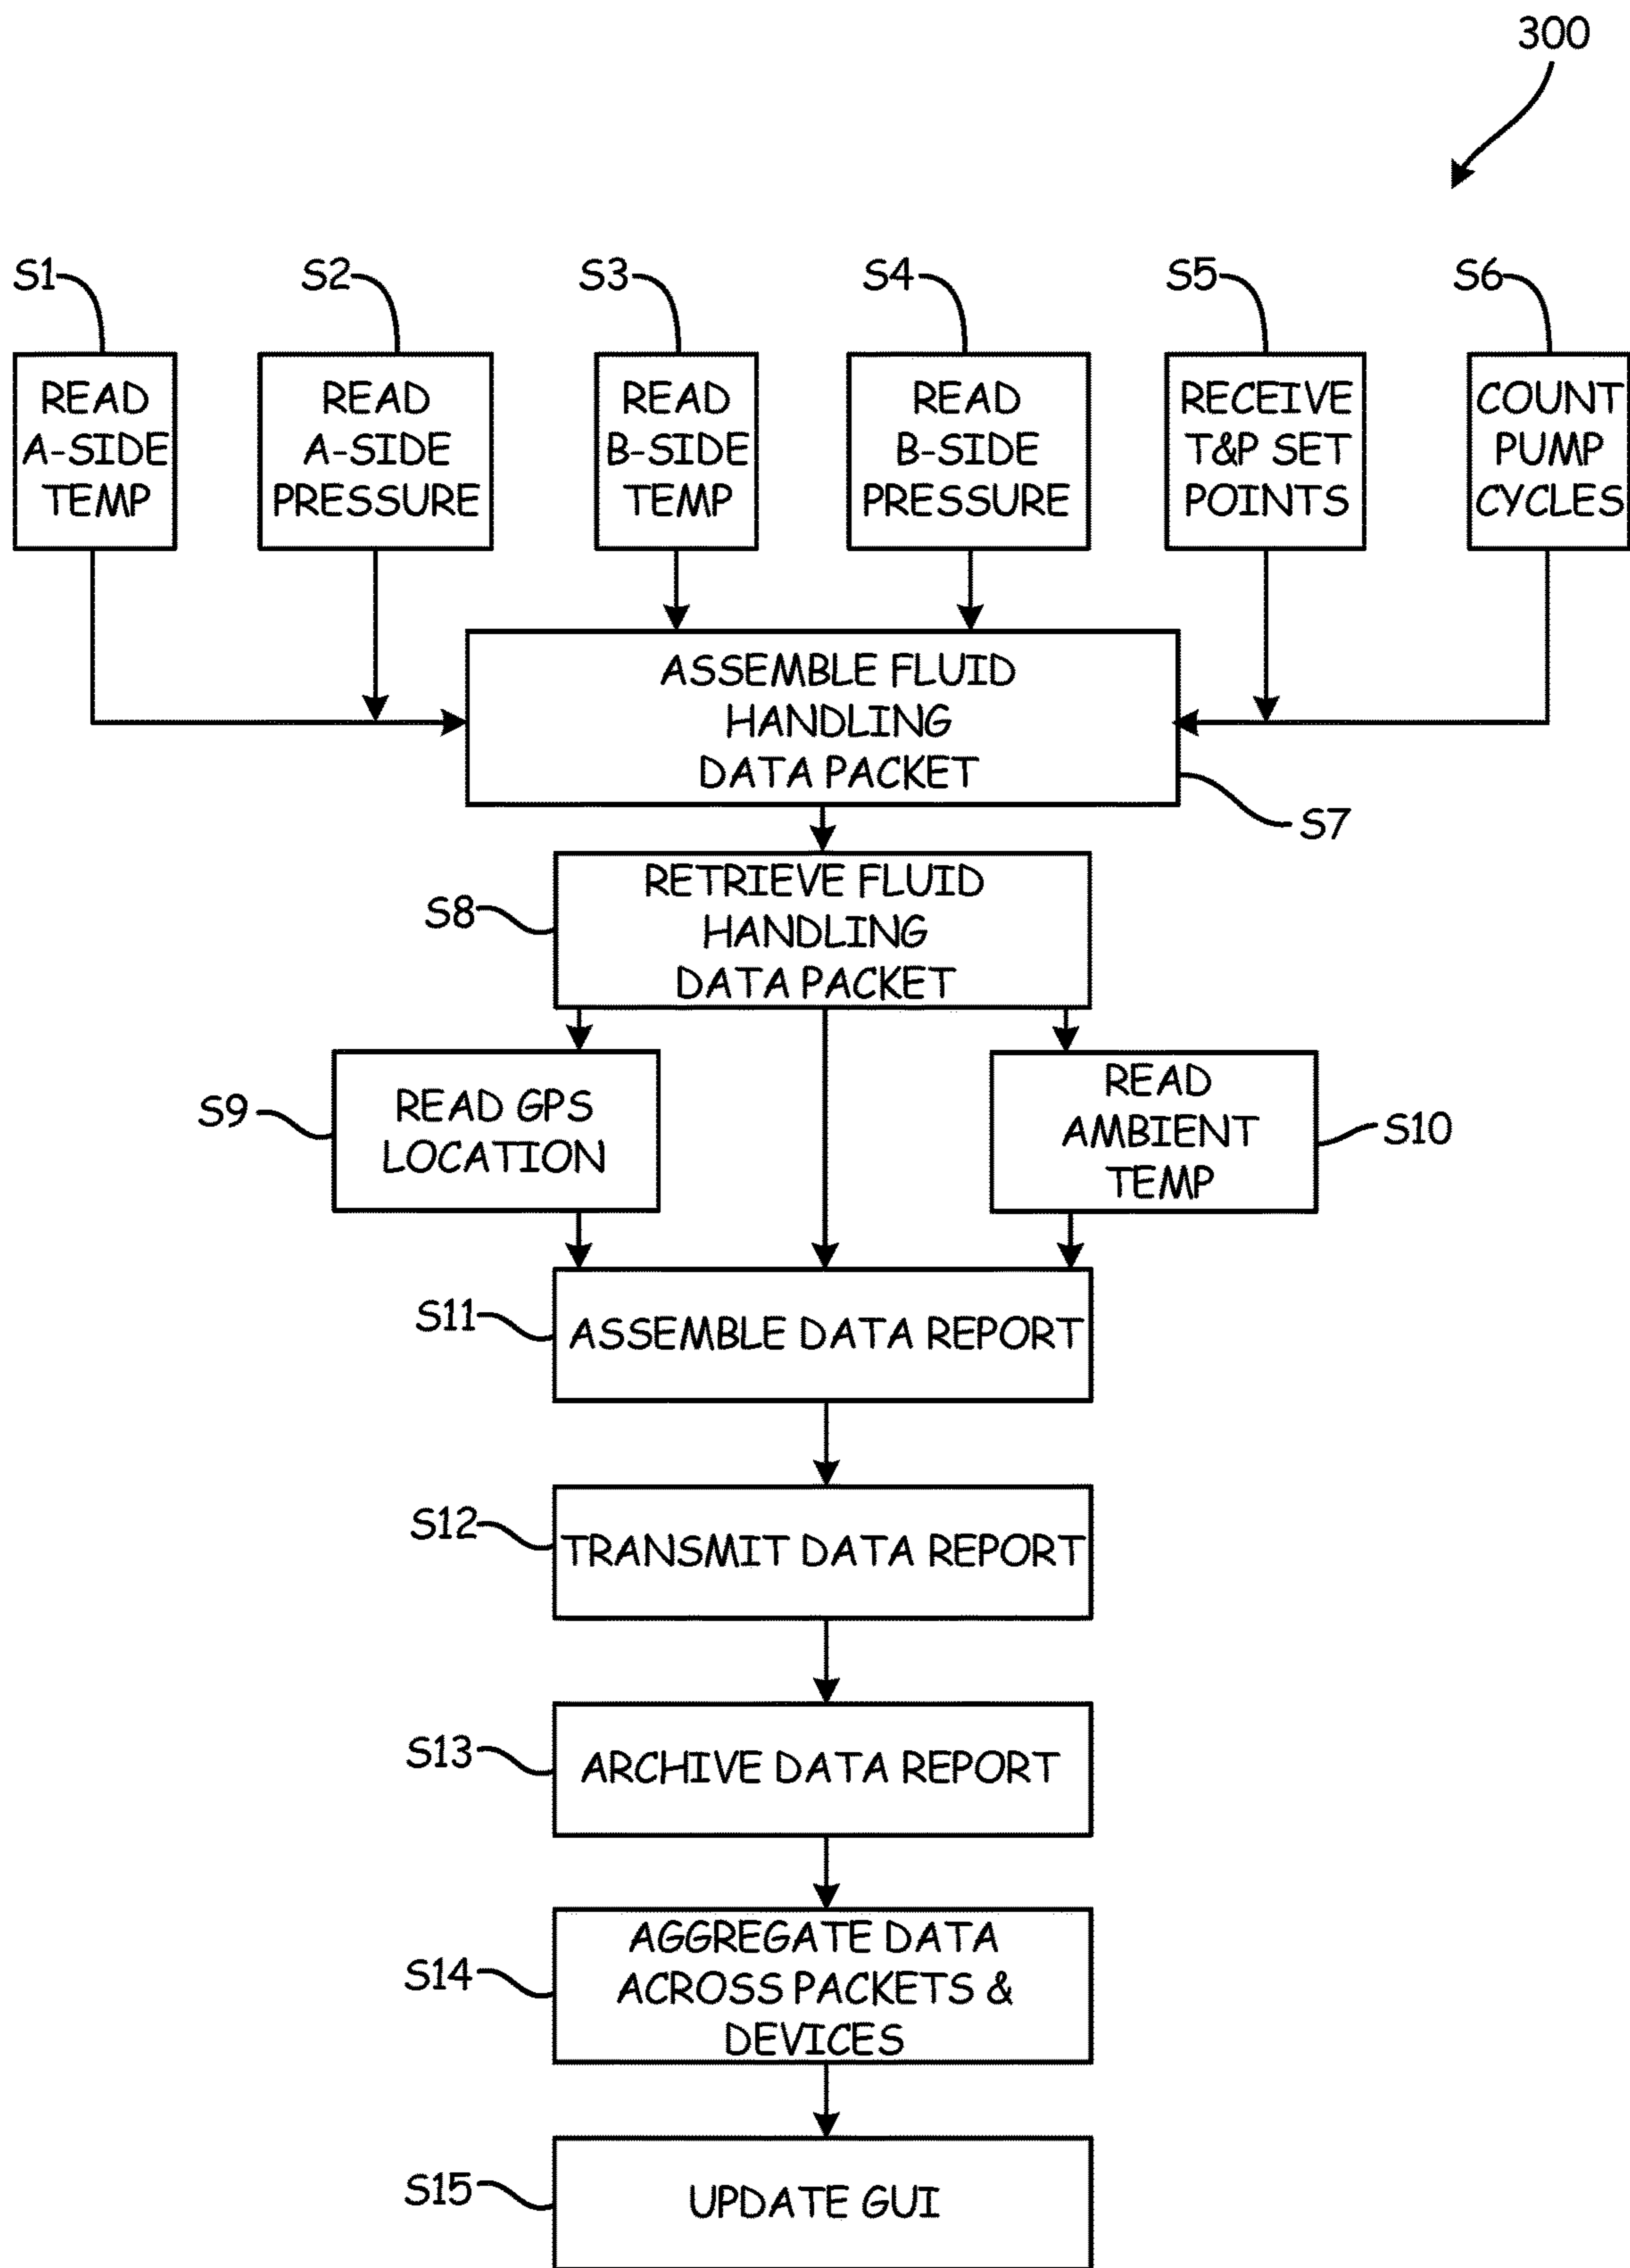 300
S1
S2
S3
S4
S5
S6
READ
A-SIDE
TEMP
READ
A-SIDE
PRESSURE
READ
B-SIDE
TEMP
READ
B-SIDE
PRESSURE
RECEIVE
T&P SET
POINTS
COUNT
PUMP
CYCLES
ASSEMBLE FLUID
HANDLING
DATA PACKET
S7
S8
RETRIEVE FLUID
HANDLING
DATA PACKET
S9
READ GPS
LOCATION
READ
AMBIENT
TEMP
S10
S11
ASSEMBLE DATA REPORT
S12
TRANSMIT DATA REPORT
S13
ARCHIVE DATA REPORT
S14
AGGREGATE DATA
ACROSS PACKETS &
DEVICES
S15
UPDATE GUI